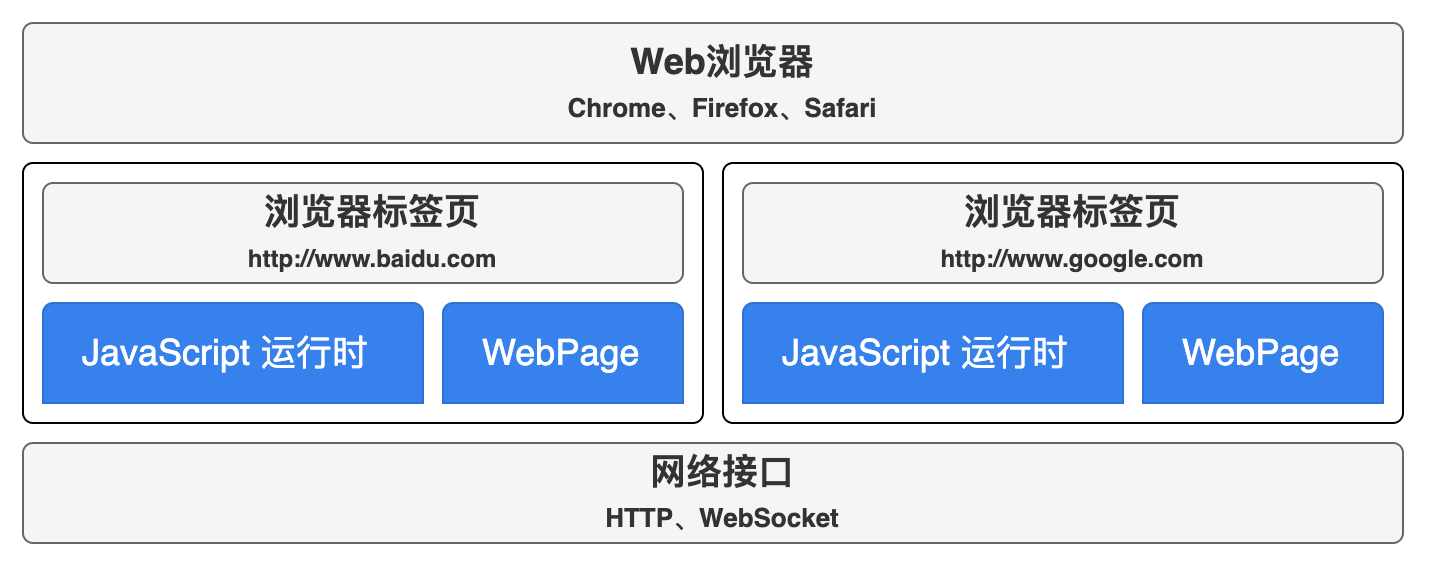 Web浏览器
Chrome、Firefox、Safari
浏览器标签页
http://www.baidu.com
JavaScript 运行时
WebPage
浏览器标签页
http://www.google.com
JavaScript 运行时
WebPage
网络接口
HTTP、WebSocket